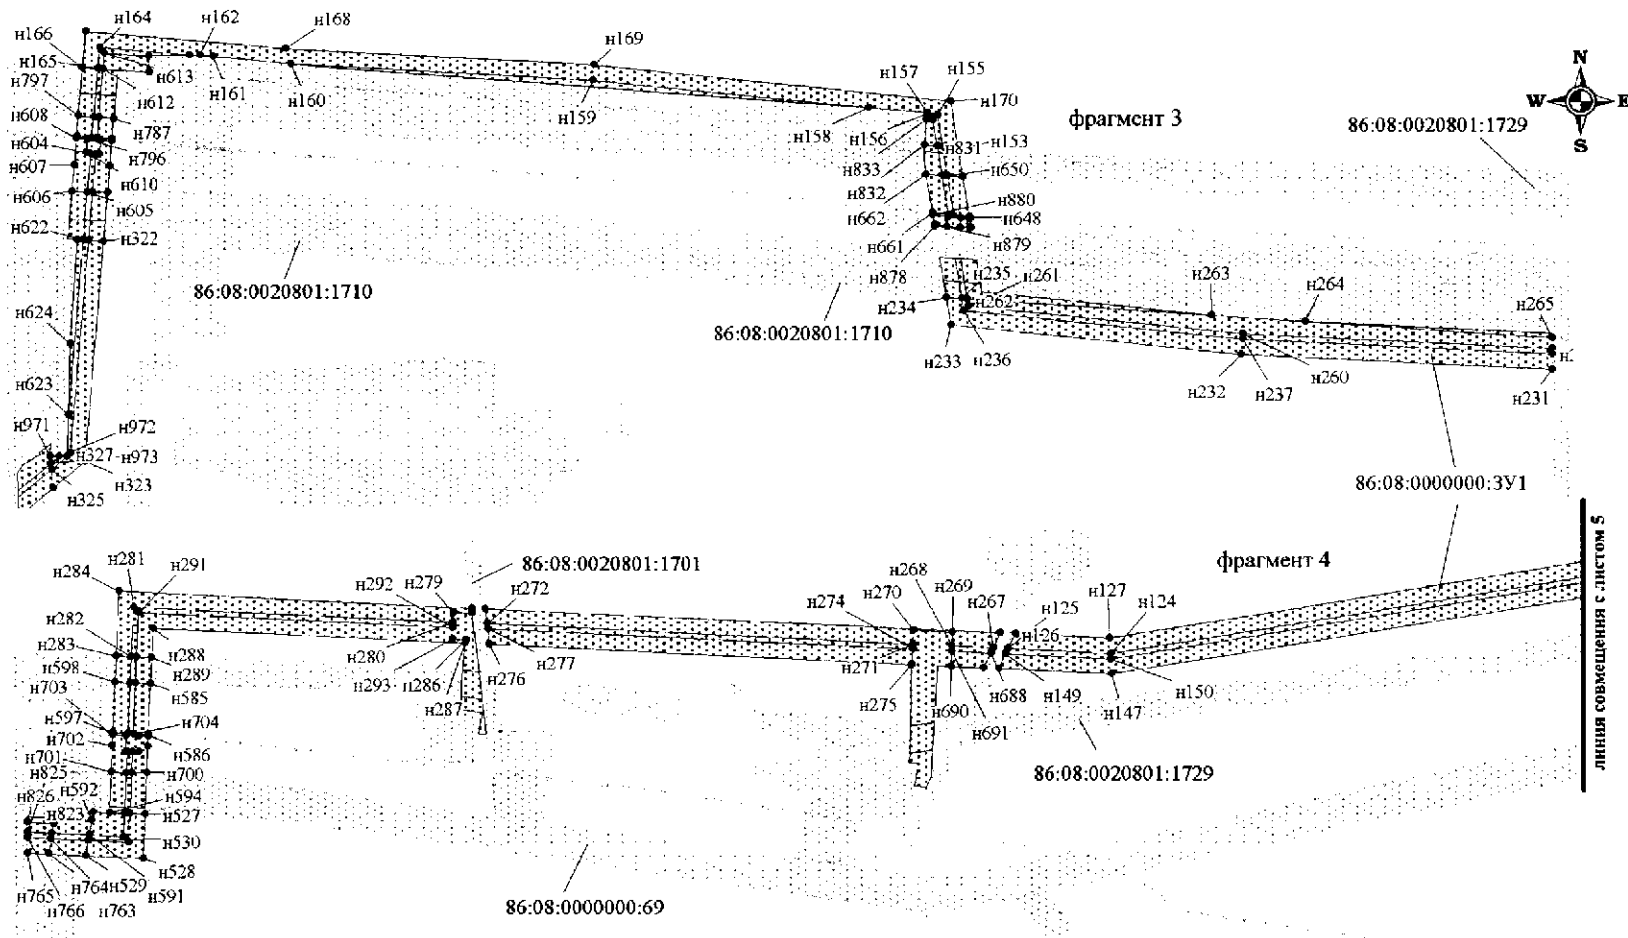 н164
н162
н168
н166
н169
н165
н157
н155
N
н797
н613
н161
н160
н170
W
E
н612
н159
фрагмент 3
86:08:0020801:1729
н608
н787
н158
н156
н153
S
н604
н796
н833
н831
н607
н610
н650
н606
н605
н832
н880
н662
н648
н622
н322
н661
н879
н878
н235
н261
н263
н264
86:08:0020801:1710
н234
н262
н265
н624
86:08:0020801:1710
н233
н236
н260
н232
н237
н231
н623
н971
н972
н327
н973
н323
н325
86:08:0000000:ЗУ1
н281
н291
86:08:0020801:1701
фрагмент 4
линия совмещения с листом 5
н284
н292
н279
н272
н268
н269
н270
н267
н127
н274
н125
н124
н282
н126
н283
н288
н280
н277
н271
н598
н289
н293
н286
н276
н688
н149
н150
н703
н585
н287
н275
н690
н147
н597
н704
н691
н702
н586
н701
86:08:0020801:1729
н825
н700
н592
н594
н826
н823
н527
н530
н528
н764
н529
н591
н765
н766
н763
86:08:0000000:69